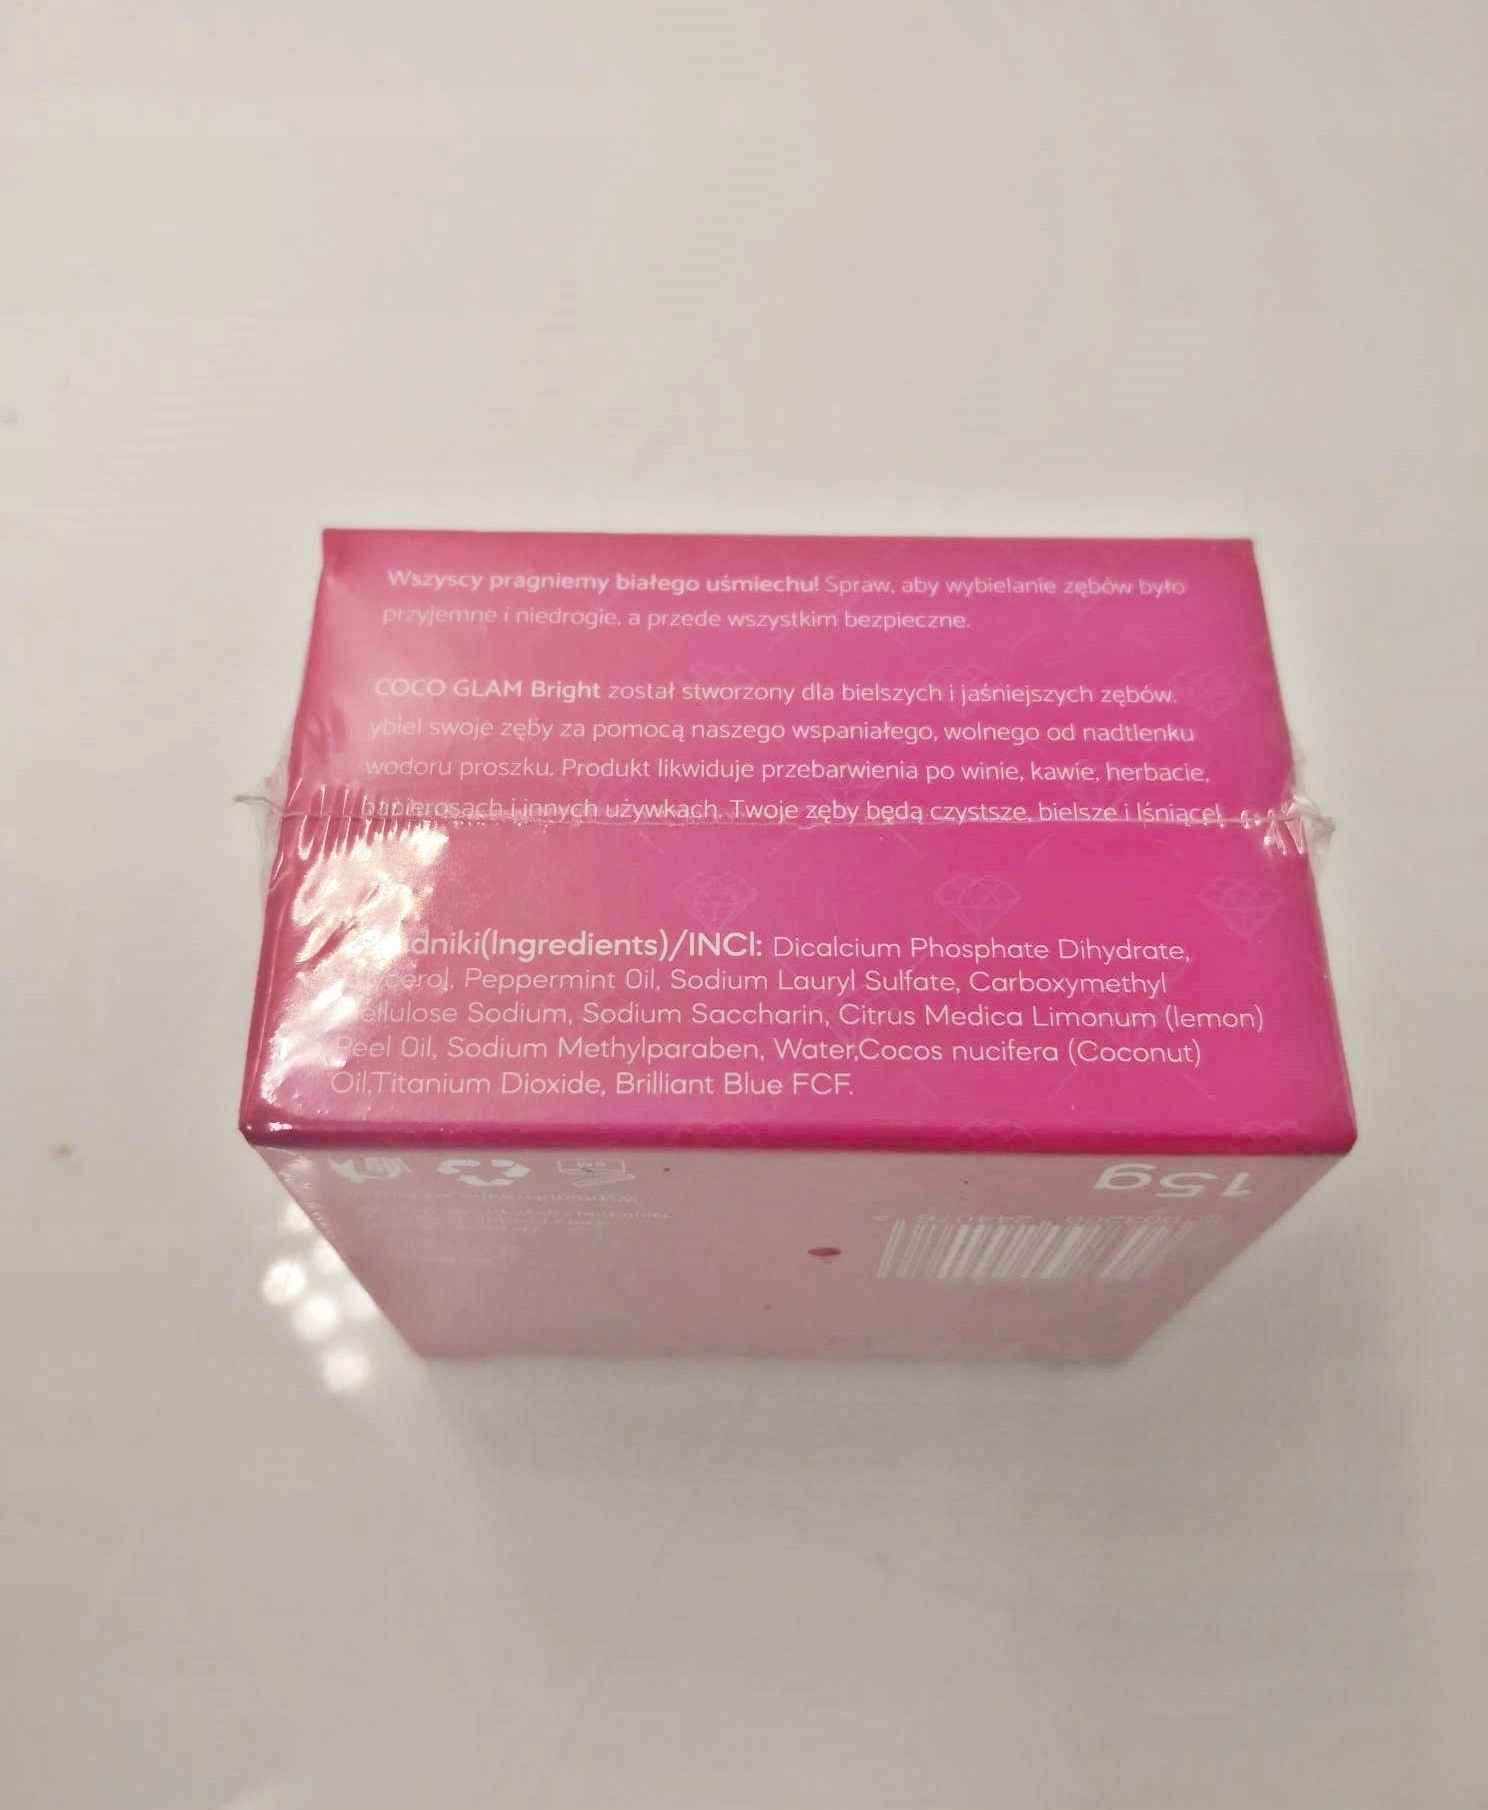 Wszyscy pragniemy białego uśmiechu! Spraw, aby wybielanie zębów było
przyjemne i niedrogie, a przede wszystkim bezpieczne.
COCO GLAM Bright został stworzony dla bielszych i jaśniejszych zębów.
ybiel swoje zęby za pomocą naszego wspaniałego, wolnego od nadtlenku
wodoru proszku. Produkt likwiduje przebarwienia po winie, kawie, herbacie,
papierosach i innych używkach. Twoje zęby będą czystsze, bielsze i lśniące!
dniki(Ingredients)/INCI: Dicalcium Phosphate Dihydrate,
Peppermint Oil, Sodium Lauryl Sulfate, Carboxymethyl
ellulose Sodium, Sodium Saccharin, Citrus Medica Limonum (lemon)
Peel Oil, Sodium Methylparaben, Water,Cocos nucifera (Coconut)
Oil,Titanium Dioxide, Brilliant Blue FCF.
15g